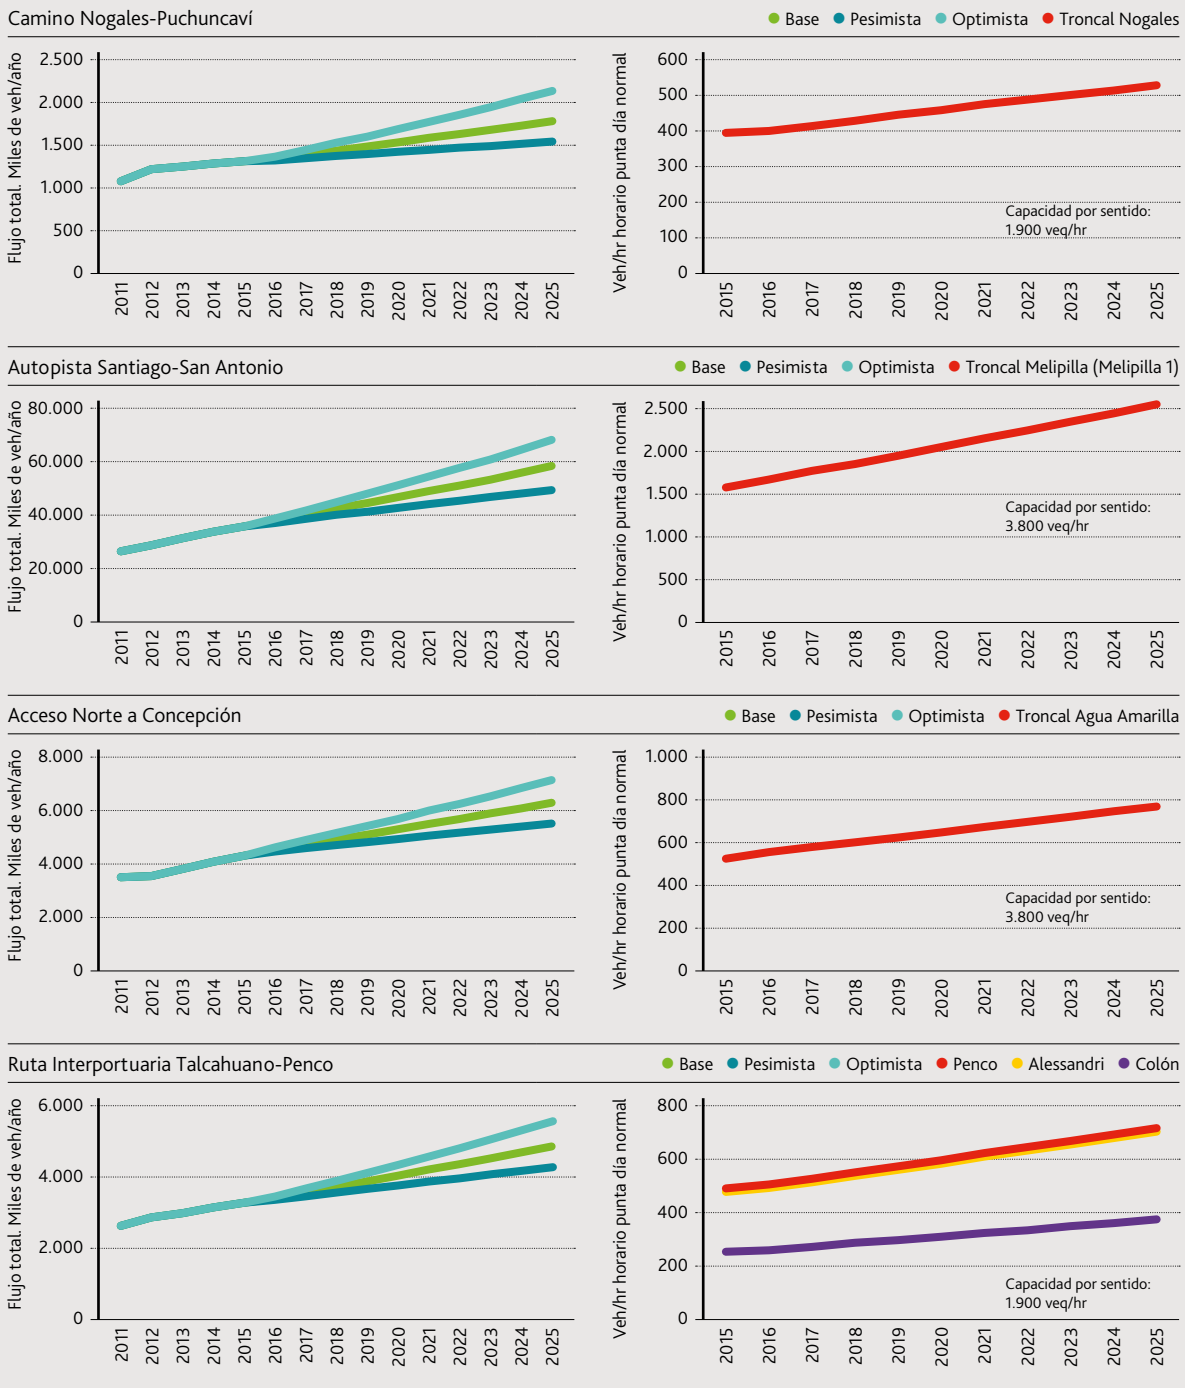 Camino Nogales-Puchuncaví
Base Pesimista Optimista Troncal Nogales
Flujo total. Miles de veh/año
2.500
2.000
1.500
1.000
500
0
2011 2012 2013 2014 2015 2016 2017 2018 2019 2020 2021 2022 2023 2024 2025
Veh/hr horario punta día normal
600
500
400
300
200
100
0
Capacidad por sentido:
1.900 veq/hr
2015 2016 2017 2018 2019 2020 2021 2022 2023 2024 2025
Autopista Santiago-San Antonio
Base Pesimista Optimista Troncal Melipilla (Melipilla 1)
Flujo total. Miles de veh/año
80.000
60.000
40.000
20.000
0
2011 2012 2013 2014 2015 2016 2017 2018 2019 2020 2021 2022 2023 2024 2025
Veh/hr horario punta día normal
2.500
2.000
1.500
1.000
500
0
Capacidad por sentido:
3.800 veq/hr
2015 2016 2017 2018 2019 2020 2021 2022 2023 2024 2025
Acceso Norte a Concepción
Base Pesimista Optimista Troncal Agua Amarilla
Flujo total. Miles de veh/año
8.000
6.000
4.000
2.000
0
2011 2012 2013 2014 2015 2016 2017 2018 2019 2020 2021 2022 2023 2024 2025
Veh/hr horario punta día normal
1.000
800
600
400
200
0
Capacidad por sentido:
3.800 veq/hr
2015 2016 2017 2018 2019 2020 2021 2022 2023 2024 2025
Ruta Interportuaria Talcahuano-Penco
Base Pesimista Optimista Penco Alessandri Colón
Flujo total. Miles de veh/año
6.000
4.000
2.000
0
2011 2012 2013 2014 2015 2016 2017 2018 2019 2020 2021 2022 2023 2024 2025
Veh/hr horario punta día normal
800
600
400
200
0
Capacidad por sentido:
1.900 veq/hr
2015 2016 2017 2018 2019 2020 2021 2022 2023 2024 2025